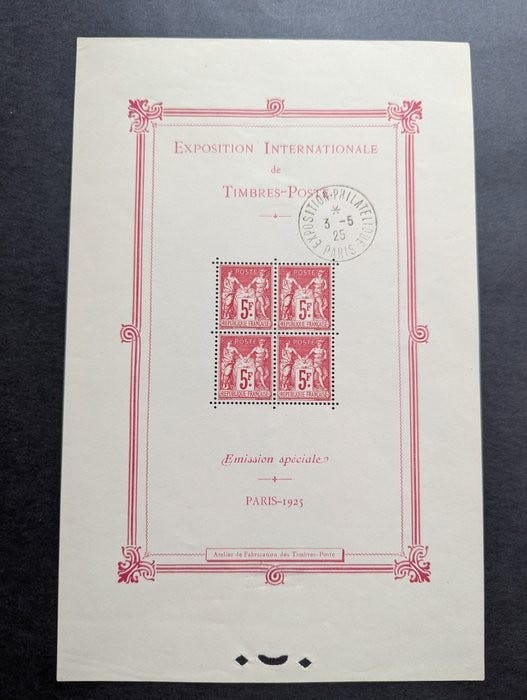 EXPOSITION INTERNATIONALE
de
TIMBRES-POSTE
EXPOSITION-PHILATELIQUE
3 -5
25
PARIS
POSTE POSTE
5F 5F
REPUBLIQUE FRANÇAISE REPUBLIQUE FRANÇAISE
POSTE POSTE
5F 5F
REPUBLIQUE FRANÇAISE REPUBLIQUE FRANÇAISE
Emission spéciale
PARIS-1925
Atelier de Fabrication des Timbres-Poste